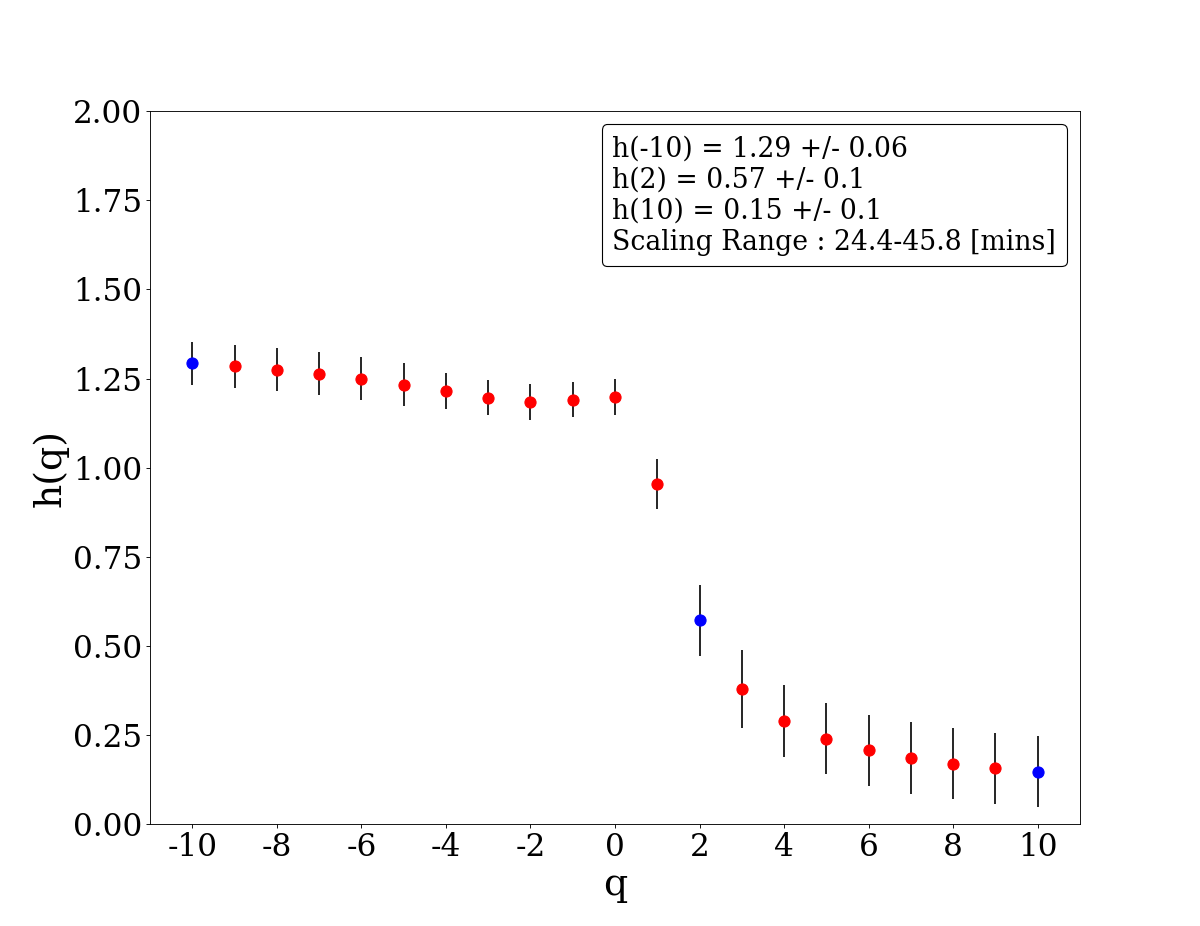 h(-10) = 1.29 +/- 0.06
h(2) = 0.57 +/- 0.1
h(10) = 0.15 +/- 0.1
Scaling Range : 24.4-45.8 [mins]
2.00
1.75
1.50
1.25
1.00
0.75
0.50
0.25
0.00
h(q)
-10 -8 -6 -4 -2 0 2 4 6 8 10
q